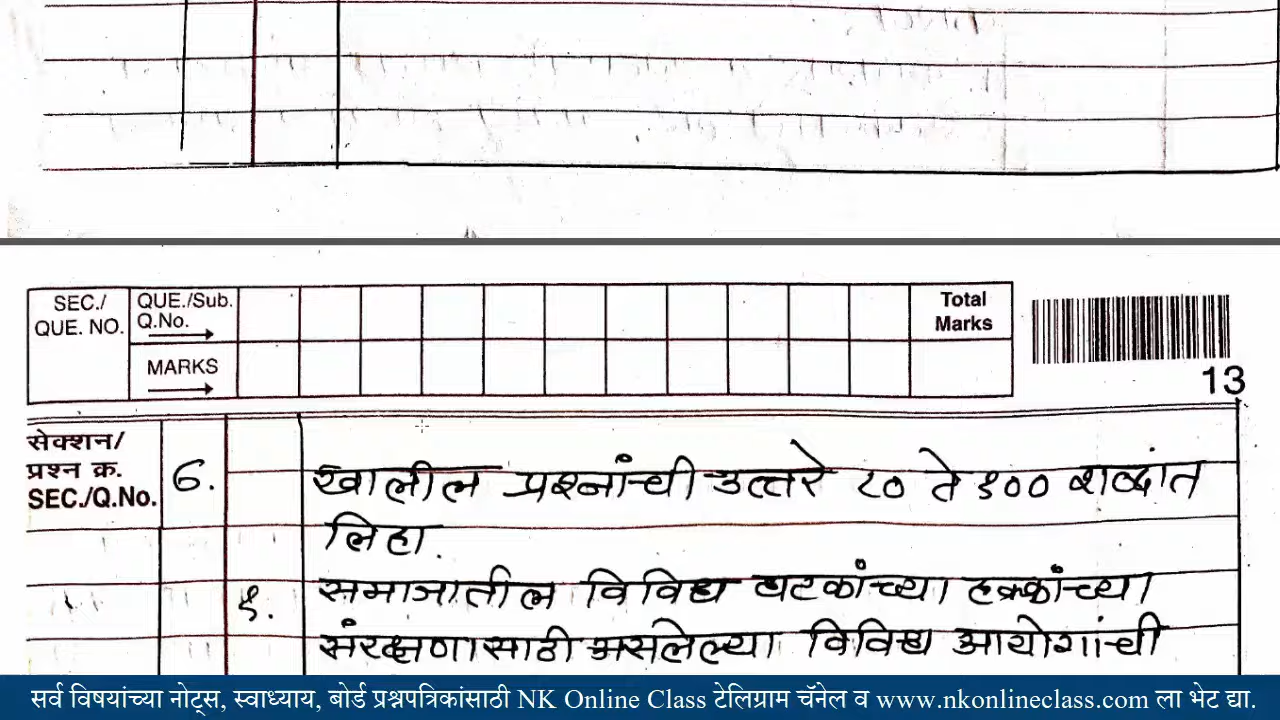 SEC./
QUE. NO.
QUE./Sub.
Q.No.
MARKS
Total
Marks
13
सेक्शन/
प्रश्न क्र.
SEC./Q.No.
6.
खालील प्रश्नांची उत्तरे ८० ते १०० शब्दांत
लिहा.
१.
समाजातील विविध घटकांच्या हक्कांच्या
संरक्षणासाठी असलेल्या विविध आयोगांची
सर्व विषयांच्या नोट्स, स्वाध्याय, बोर्ड प्रश्नपत्रिकांसाठी NK Online Class टेलिग्राम चॅनेल व www.nkonlineclass.com ला भेट द्या.